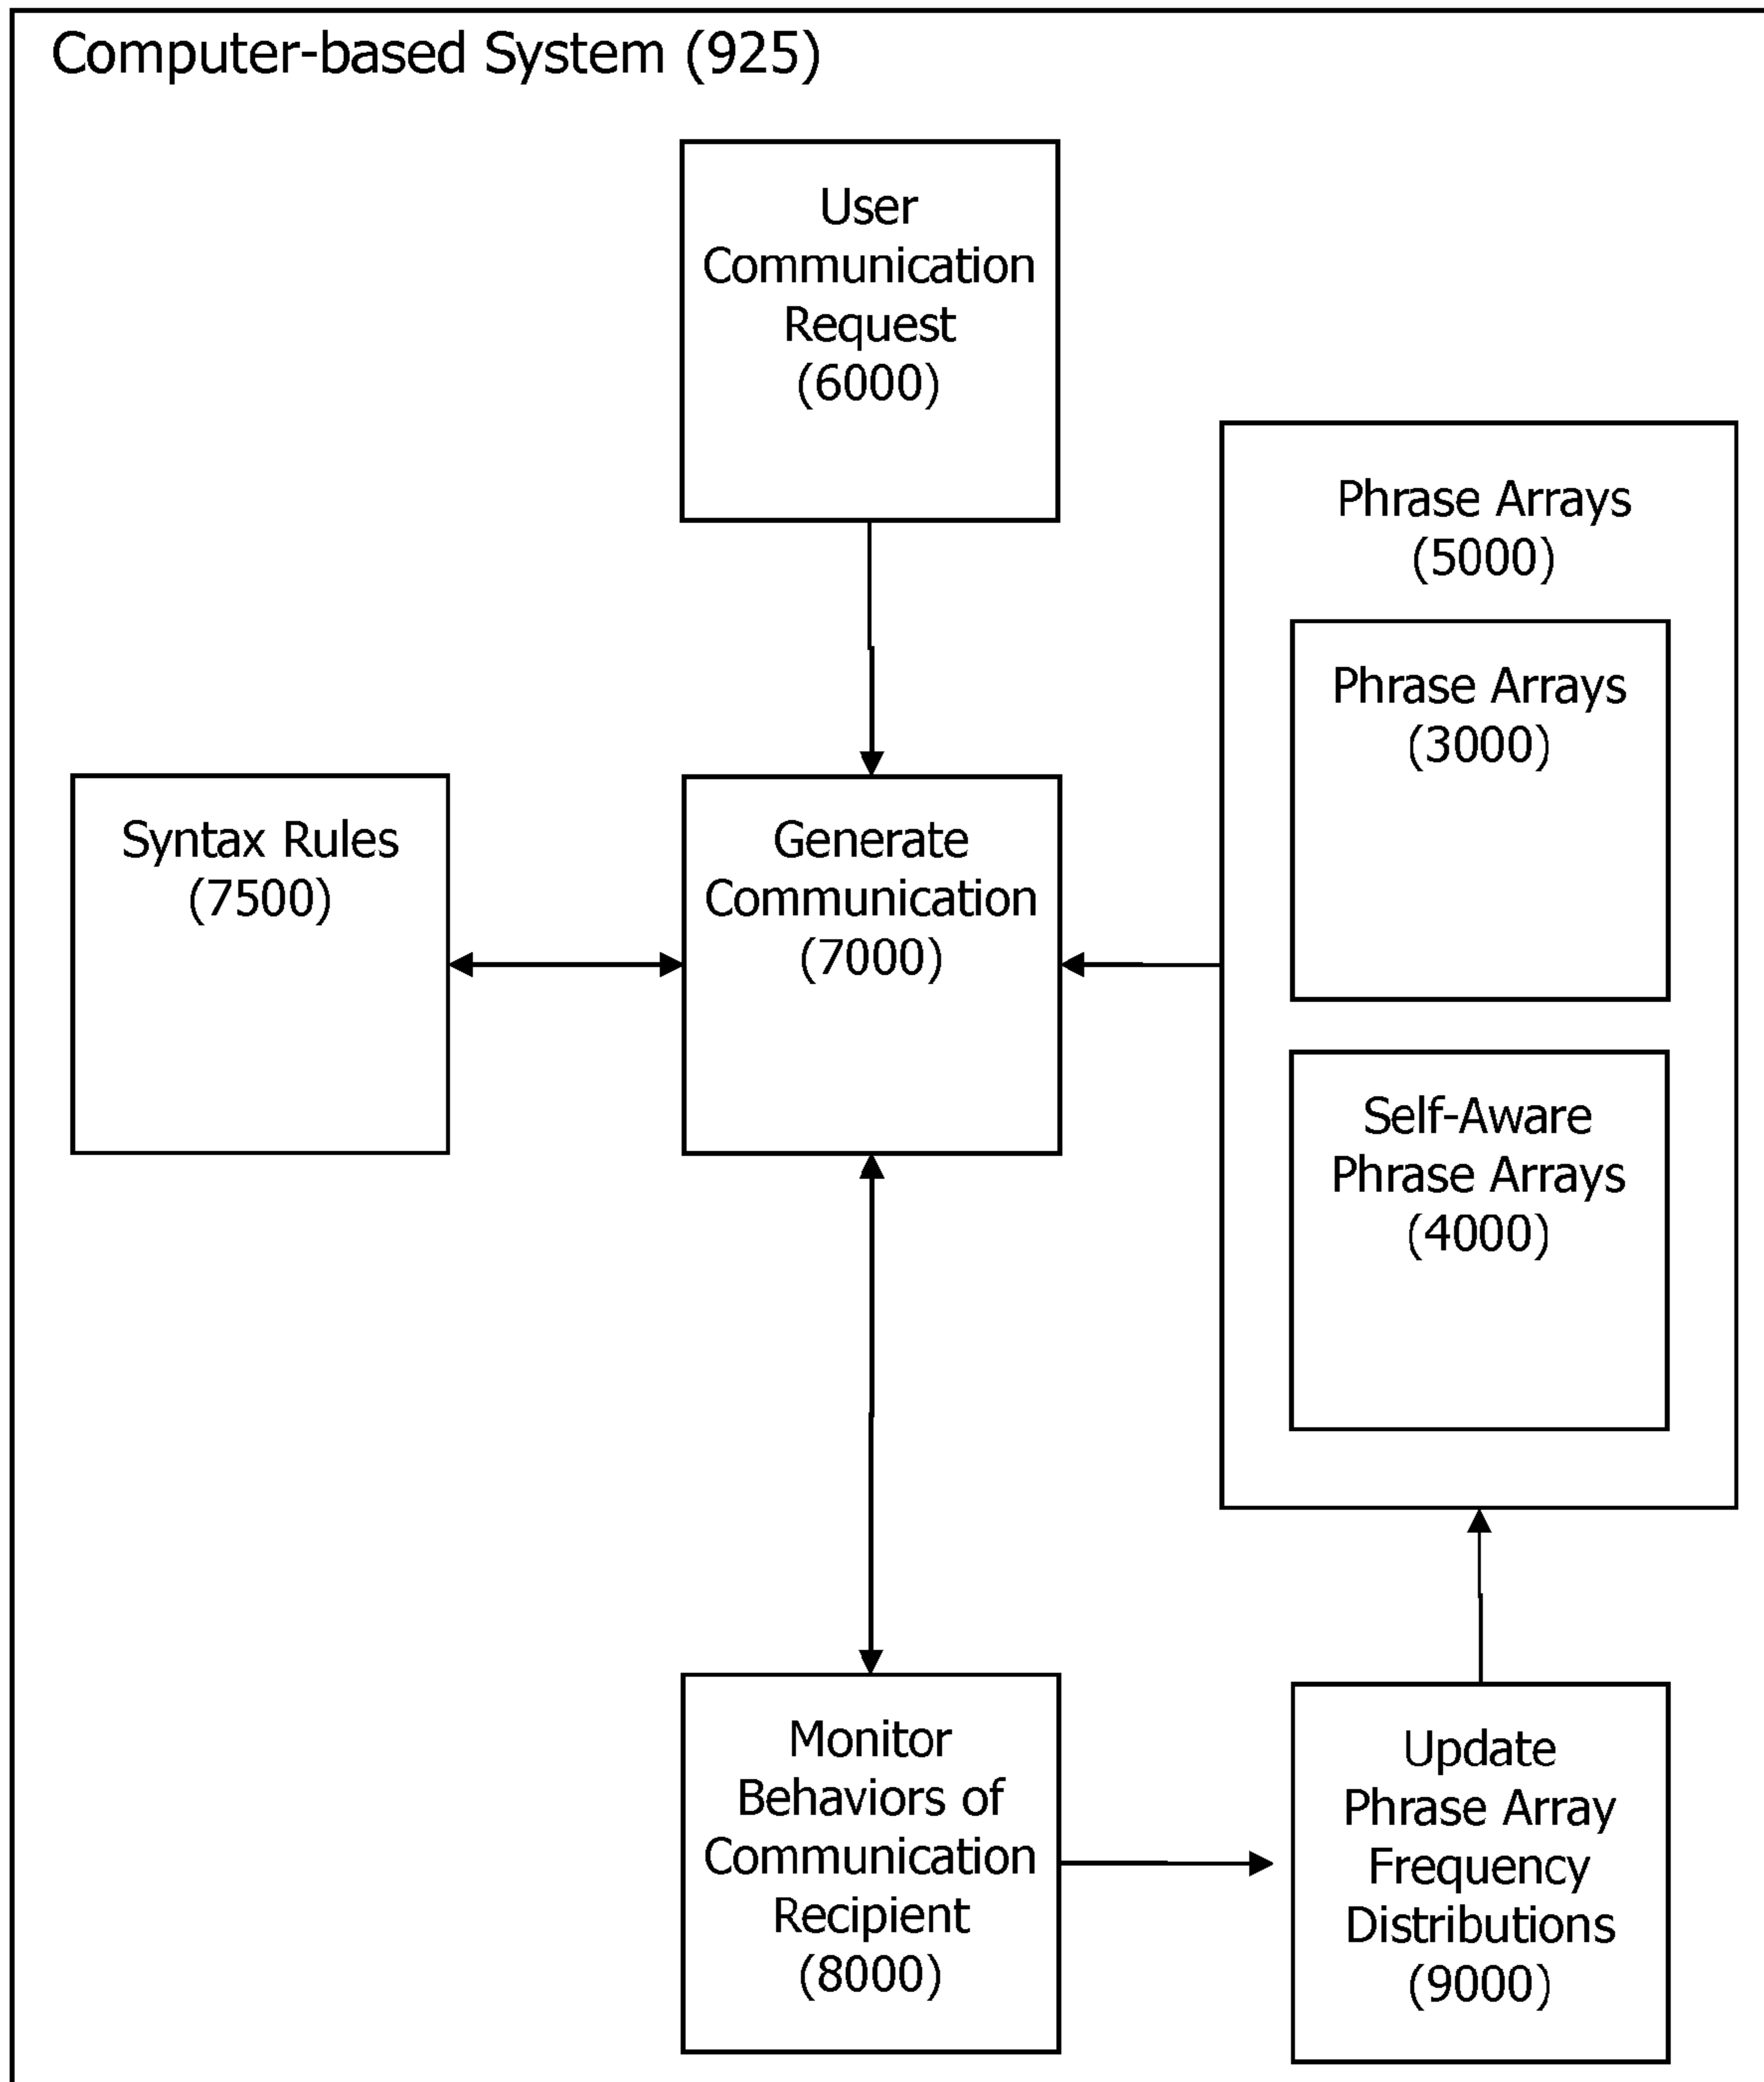 Computer-based System (925)
User
Communication
Request
(6000)
Phrase Arrays
(5000)
Phrase Arrays
(3000)
Syntax Rules
(7500)
Generate
Communication
(7000)
Self-Aware
Phrase Arrays
(4000)
Monitor
Behaviors of
Communication
Recipient
(8000)
Update
Phrase Array
Frequency
Distributions
(9000)